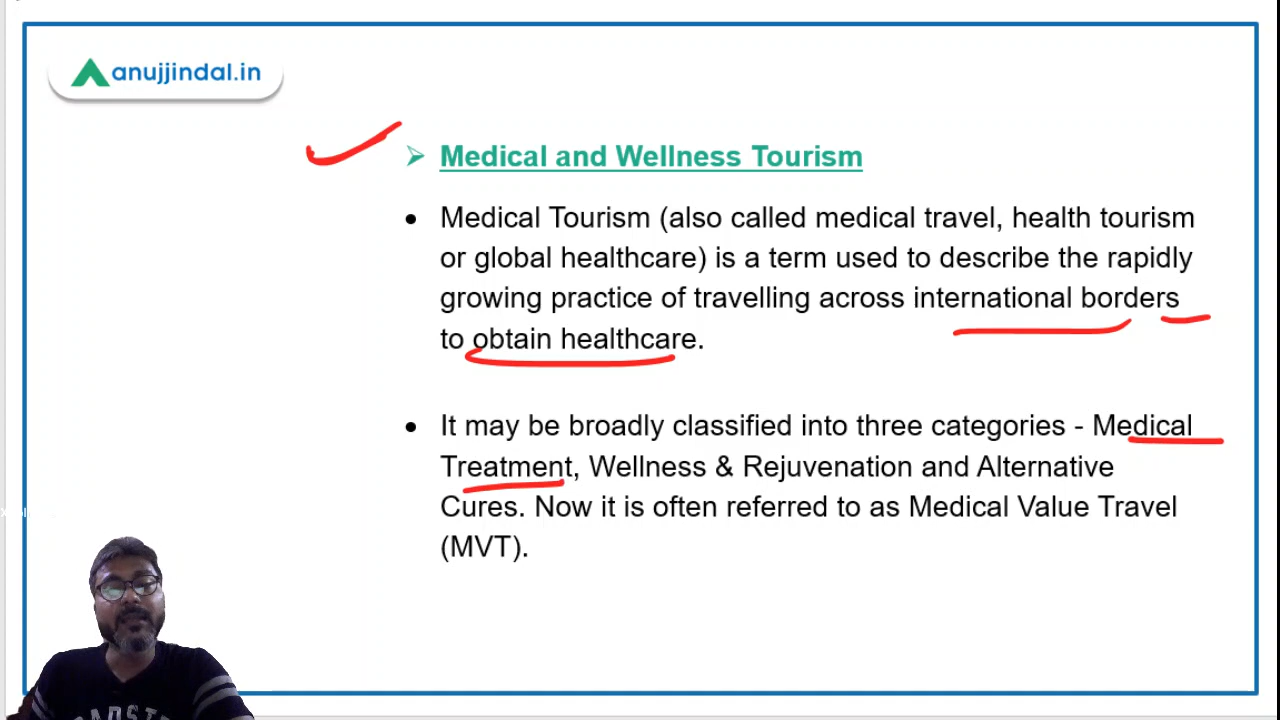 anujjindal.in
Medical and Wellness Tourism
Medical Tourism (also called medical travel, health tourism
or global healthcare) is a term used to describe the rapidly
growing practice of travelling across international borders
to obtain healthcare.
It may be broadly classified into three categories - Medical
Treatment, Wellness & Rejuvenation and Alternative
Cures. Now it is often referred to as Medical Value Travel
(MVT).